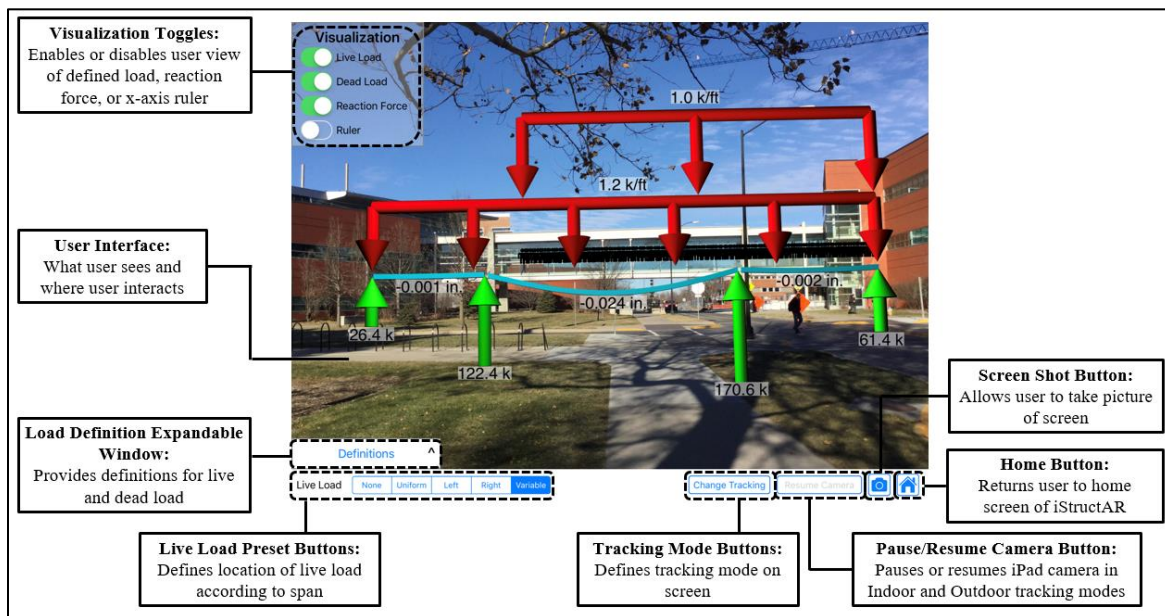 Visualization Toggles:
Enables or disables user view
of defined load, reaction
force, or x-axis ruler
Visualization
Live Load
Dead Load
Reaction Force
Ruler
1.0 k/ft
1.2 k/ft
User Interface:
What user sees and
where user interacts
-0.001 in.
-0.024 in.
-0.002 in.
26.4 k
122.4 k
170.6 k
61.4 k
Screen Shot Button:
Allows user to take picture
of screen
Load Definition Expandable
Window:
Provides definitions for live
and dead load
Definitions ^
Live Load None Uniform Left Right Variable
Change Tracking Resume Camera
Home Button:
Returns user to home
screen of iStructAR
Live Load Preset Buttons:
Defines location of live load
according to span
Tracking Mode Buttons:
Defines tracking mode on
screen
Pause/Resume Camera Button:
Pauses or resumes iPad camera in
Indoor and Outdoor tracking modes